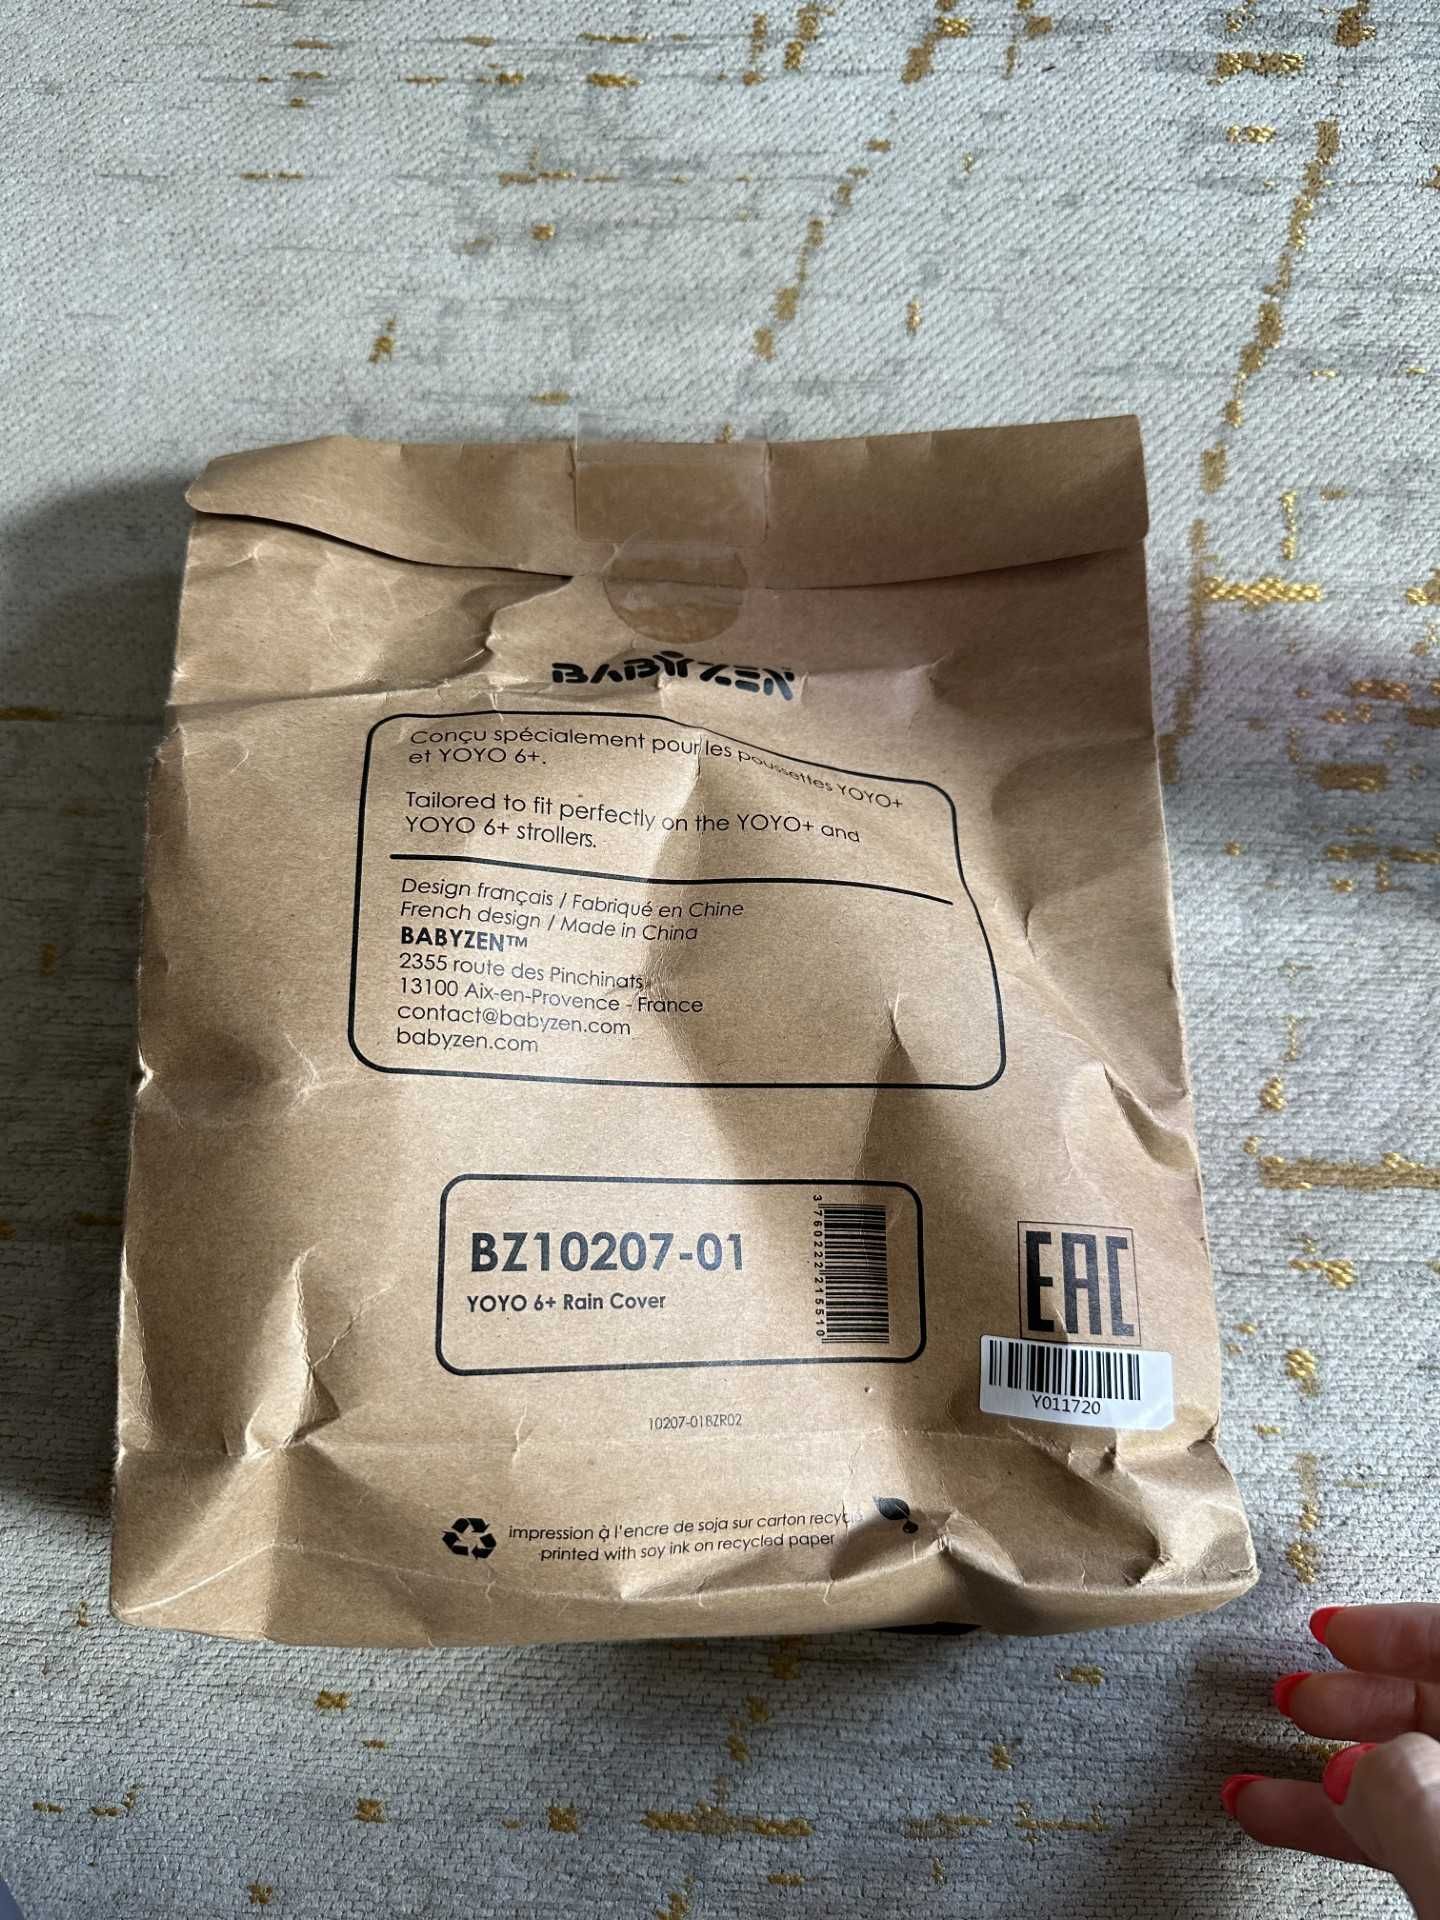 BABYZEN
Conçu spécialement pour les poussettes YOYO+
et YOYO 6+.
Tailored to fit perfectly on the YOYO+ and
YOYO 6+ strollers.
Design français / Fabriqué en Chine
French design / Made in China
BABYZEN™
2355 route des Pinchinats
13100 Aix-en-Provence - France
contact@babyzen.com
babyzen.com
BZ10207-01
YOYO 6+ Rain Cover
3 760222 215510
EAC
Y011720
10207-01BZR02
impression à l'encre de soja sur carton recyclé
printed with soy ink on recycled paper